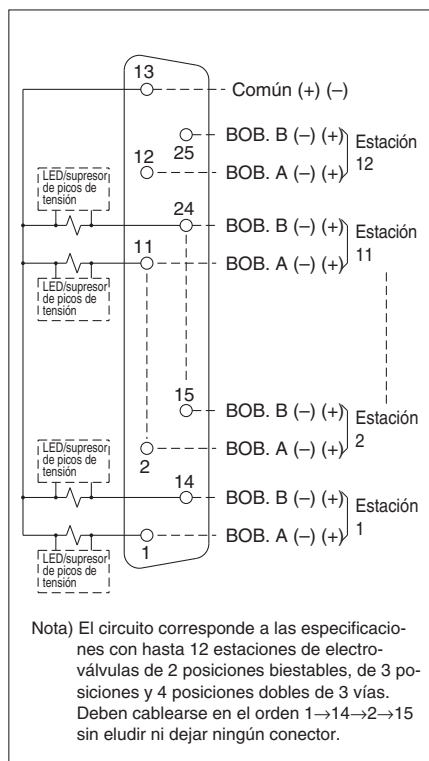 13
Común (+) (–)
25
BOB. B (–) (+)
12
BOB. A (–) (+)
Estación
12
LED/supresor
de picos de
tensión
24
BOB. B (–) (+)
11
BOB. A (–) (+)
Estación
11
LED/supresor
de picos de
tensión
15
BOB. B (–) (+)
2
BOB. A (–) (+)
Estación
2
LED/supresor
de picos de
tensión
14
BOB. B (–) (+)
1
BOB. A (–) (+)
Estación
1
LED/supresor
de picos de
tensión
Nota) El circuito corresponde a las especificacio-
nes con hasta 12 estaciones de electro-
válvulas de 2 posiciones biestables, de 3 po-
siciones y 4 posiciones dobles de 3 vías.
Deben cablearse en el orden 1→14→2→15
sin eludir ni dejar ningún conector.